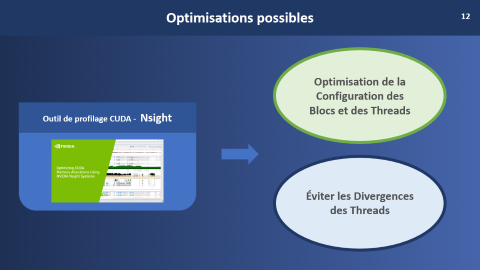 Optimisations possibles
12
Outil de profilage CUDA - Nsight
NVIDIA
Optimizing CUDA
Memory Allocations Using
NVIDIA Nsight Systems
Optimisation de la
Configuration des
Blocs et des Threads
Éviter les Divergences
des Threads